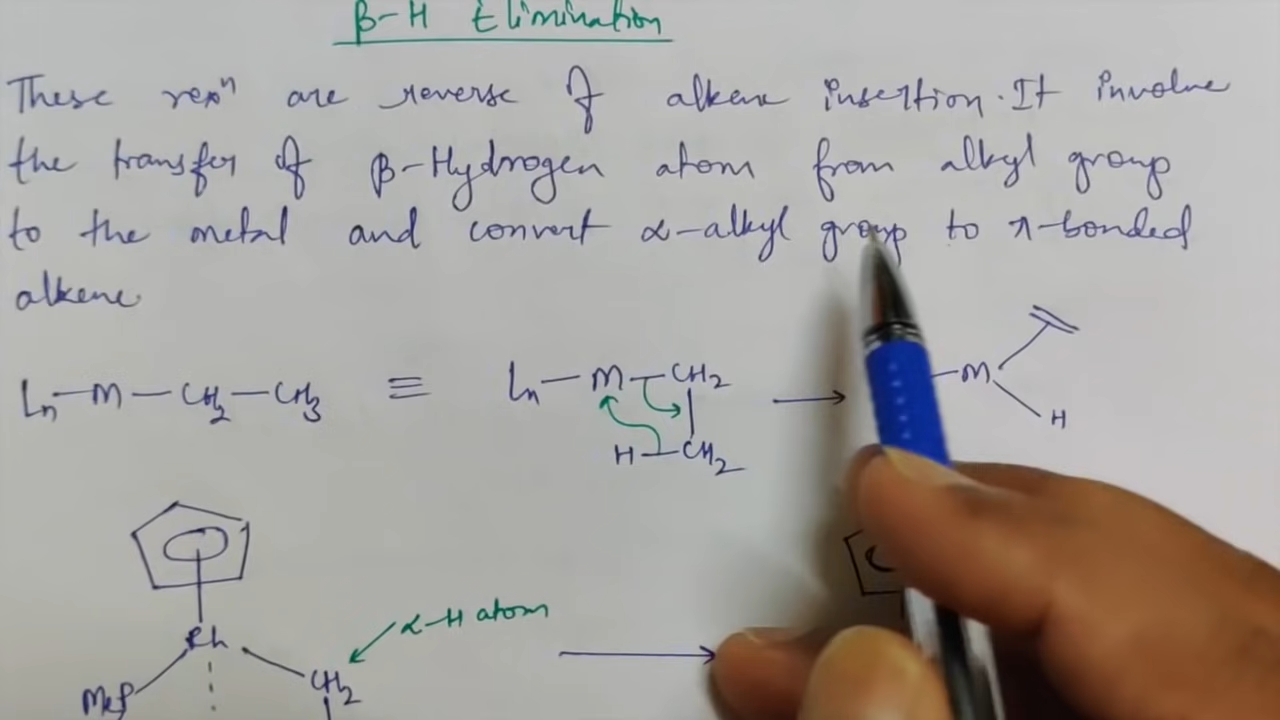 β-H Elimination
These rexⁿ are reverse of alkene insertion. It involve
the transfer of β-Hydrogen atom from alkyl group
to the metal and convert α-alkyl group to π-bonded
alkene
Ln-M-CH₂-CH₃ ≡ Ln-M-CH₂ → -M
H-CH₂ H
α-H atom
Rh
MeP CH₂